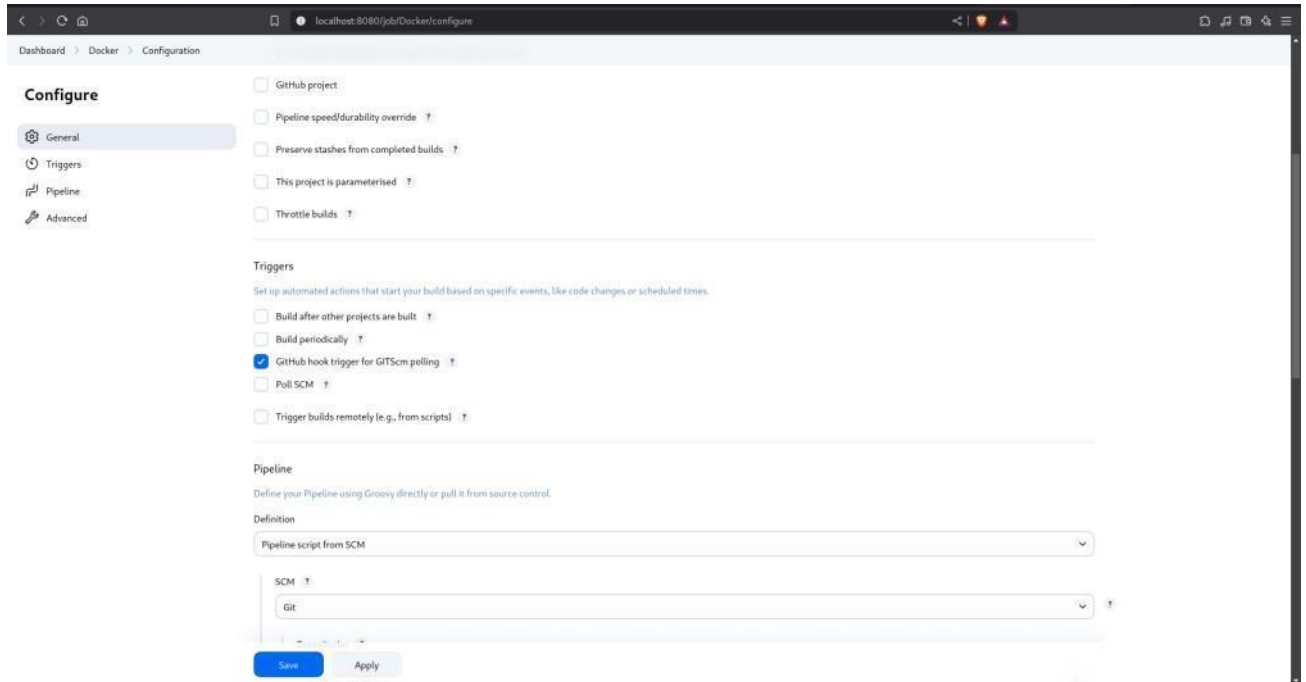 localhost:8080/job/Docker/configure
Dashboard > Docker > Configuration
Configure
General
Triggers
Pipeline
Advanced
GitHub project
Pipeline speed/durability override ?
Preserve stashes from completed builds ?
This project is parameterised ?
Throttle builds ?
Triggers
Set up automated actions that start your build based on specific events, like code changes or scheduled times.
Build after other projects are built ?
Build periodically ?
GitHub hook trigger for GITScm polling ?
Poll SCM ?
Trigger builds remotely (e.g., from scripts) ?
Pipeline
Define your Pipeline using Groovy directly or pull it from source control.
Definition
Pipeline script from SCM
SCM ?
Git
?
Save
Apply